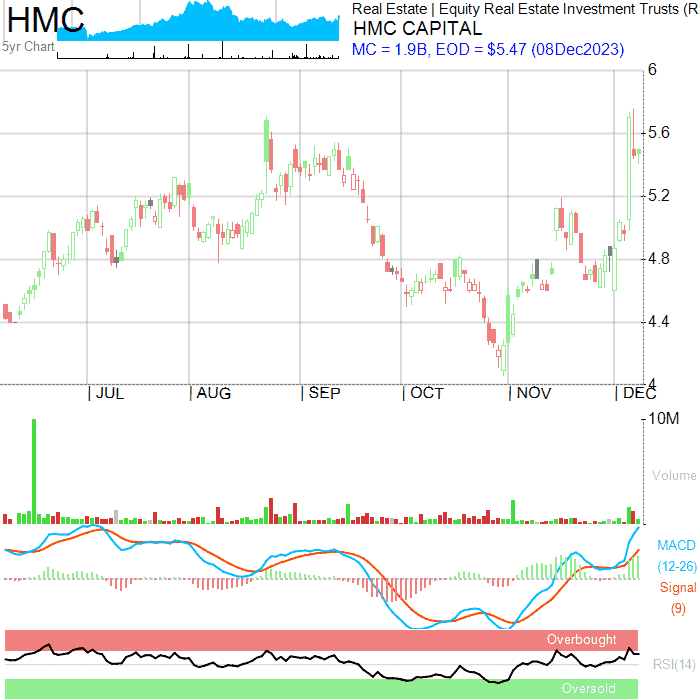 HMC
Real Estate | Equity Real Estate Investment Trusts (R
HMC CAPITAL
5yr Chart
MC = 1.9B, EOD = $5.47 (08Dec2023)
6
5.6
5.2
4.8
4.4
4
| JUL | AUG | SEP | OCT | NOV | DEC
10M
Volume
MACD
(12-26)
Signal
(9)
Overbought
RSI(14)
Oversold